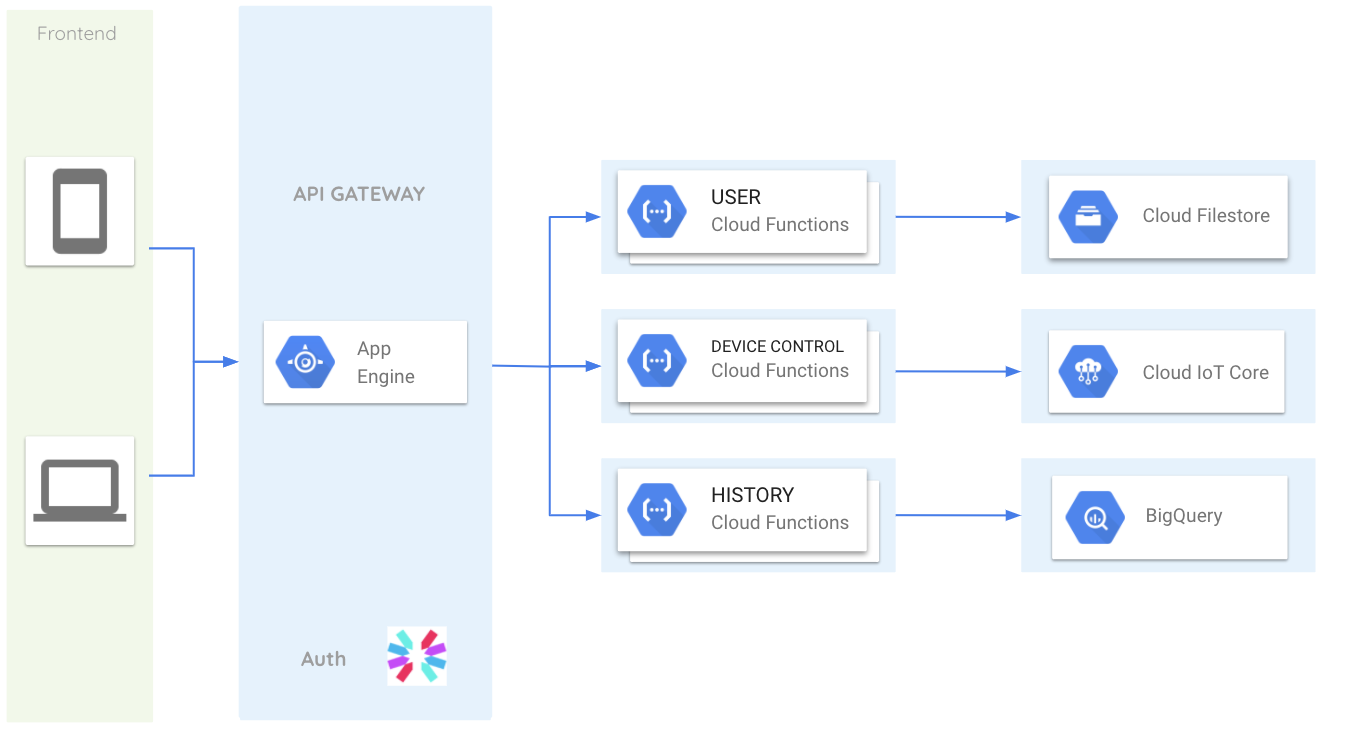 Frontend
API GATEWAY
App
Engine
Auth
USER
Cloud Functions
DEVICE CONTROL
Cloud Functions
HISTORY
Cloud Functions
Cloud Filestore
Cloud IoT Core
BigQuery